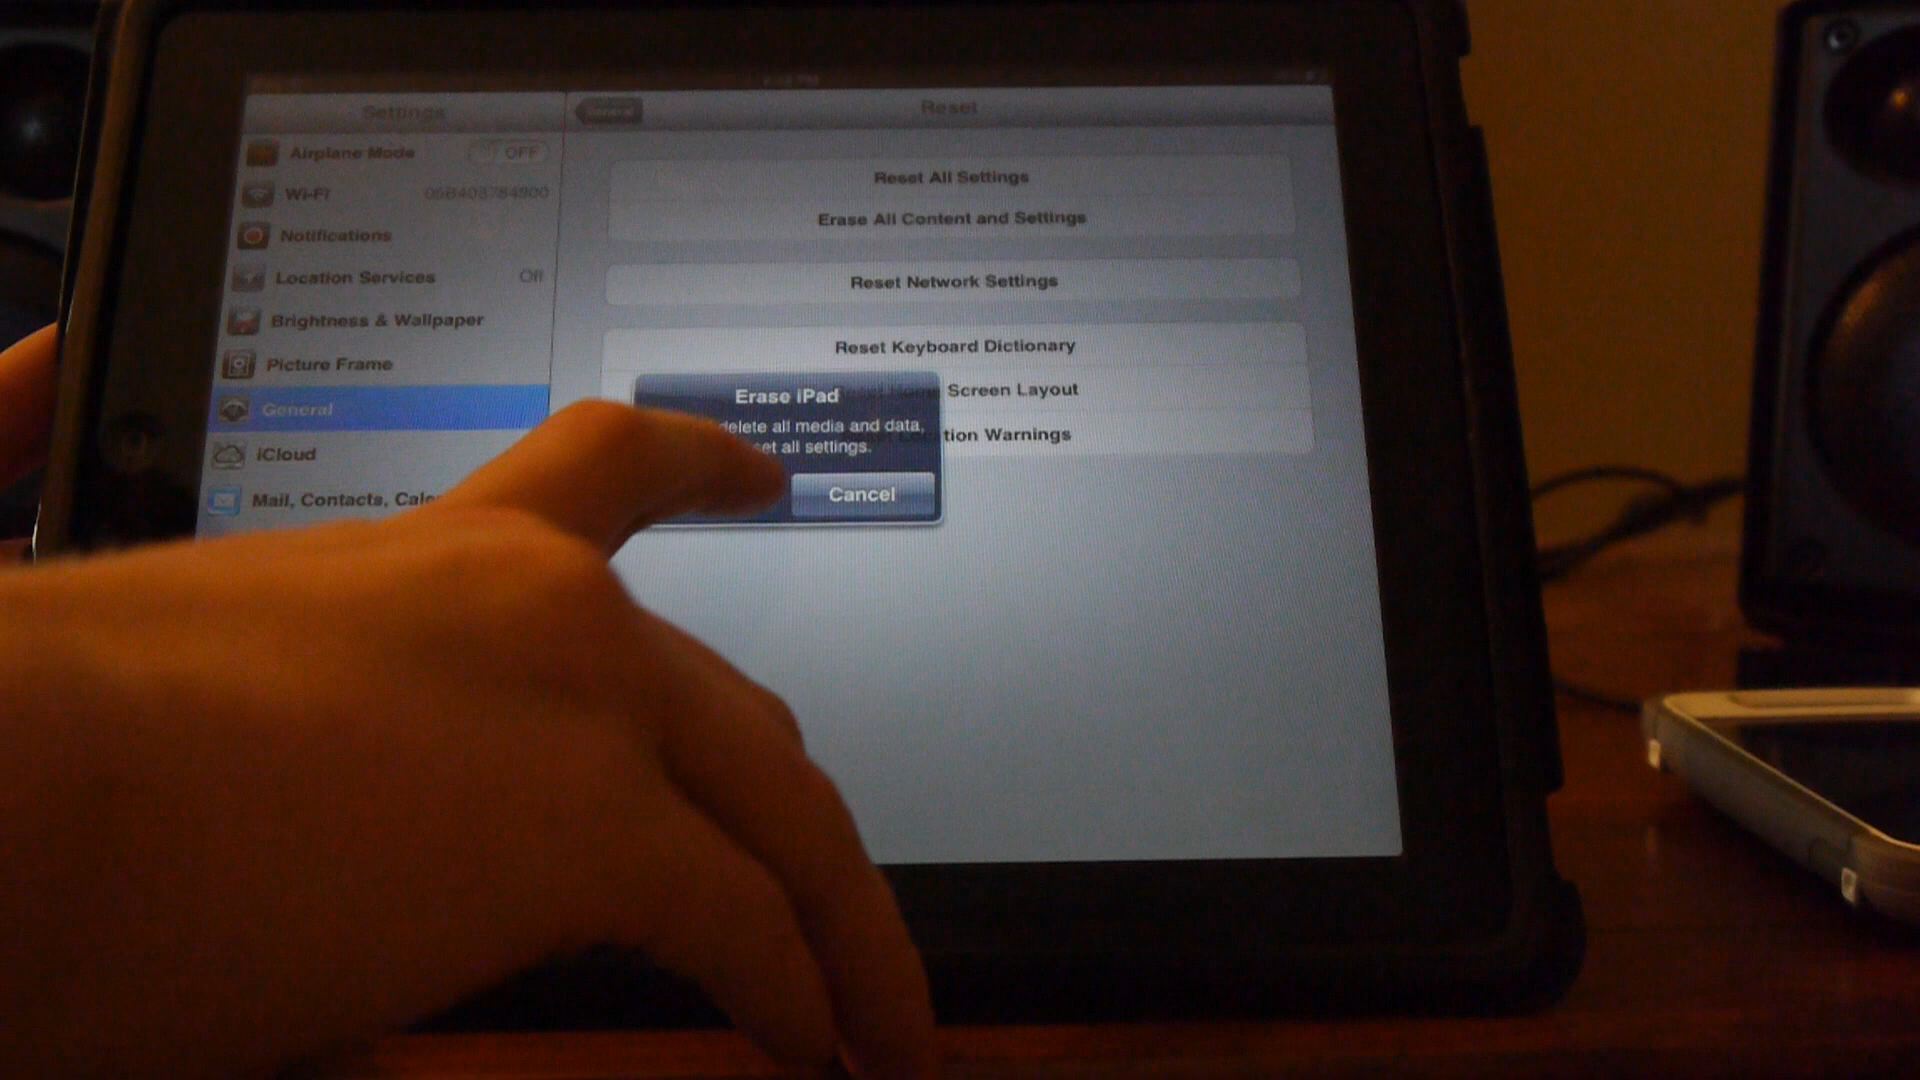 Settings
Airplane Mode OFF
Wi-Fi 06B403784900
Notifications
Location Services Off
Brightness & Wallpaper
Picture Frame
General
iCloud
Mail, Contacts,
General
Reset
Reset All Settings
Erase All Content and Settings
Reset Network Settings
Reset Keyboard Dictionary
Screen Layout
Warnings
Erase iPad
delete all media and data,
all settings.
Cancel